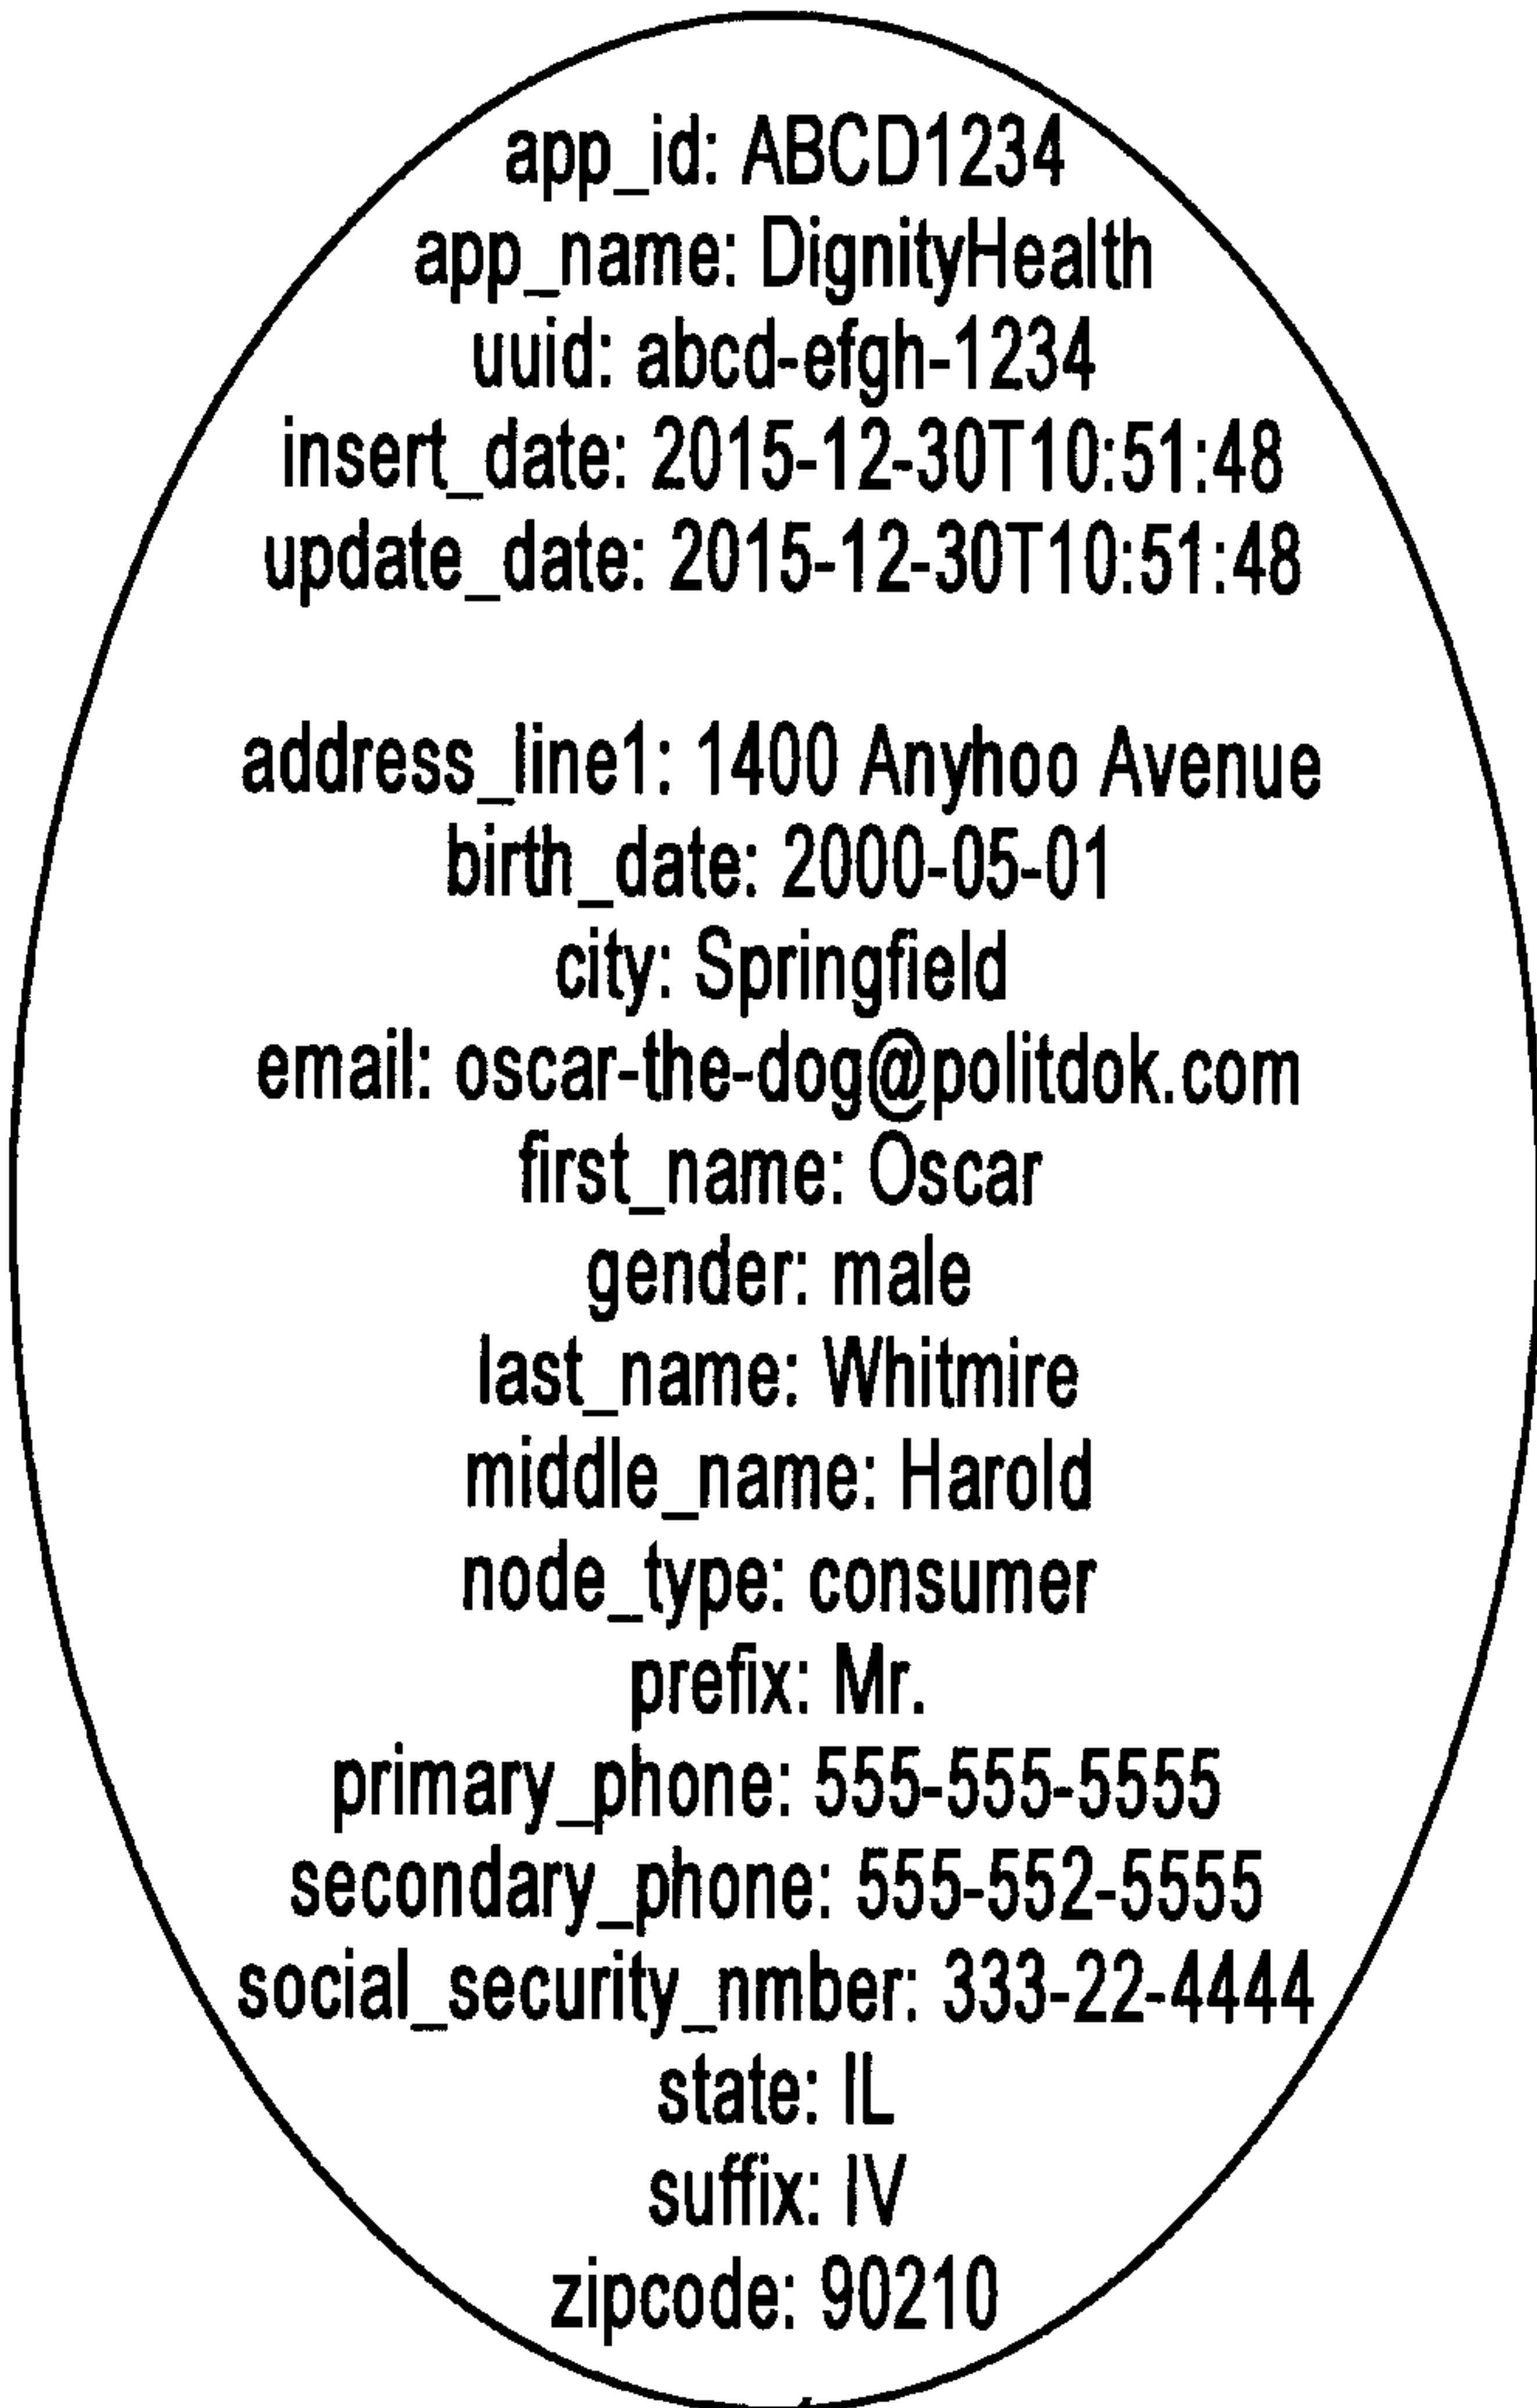 app_id: ABCD1234
app_name: DignityHealth
uuid: abcd-efgh-1234
insert_date: 2015-12-30T10:51:48
update_date: 2015-12-30T10:51:48
address_line1: 1400 Anyhoo Avenue
birth_date: 2000-05-01
city: Springfield
email: oscar-the-dog@politdok.com
first_name: Oscar
gender: male
last_name: Whitmire
middle_name: Harold
node_type: consumer
prefix: Mr.
primary_phone: 555-555-5555
secondary_phone: 555-552-5555
social_security_nmber: 333-22-4444
state: IL
suffix: IV
zipcode: 90210